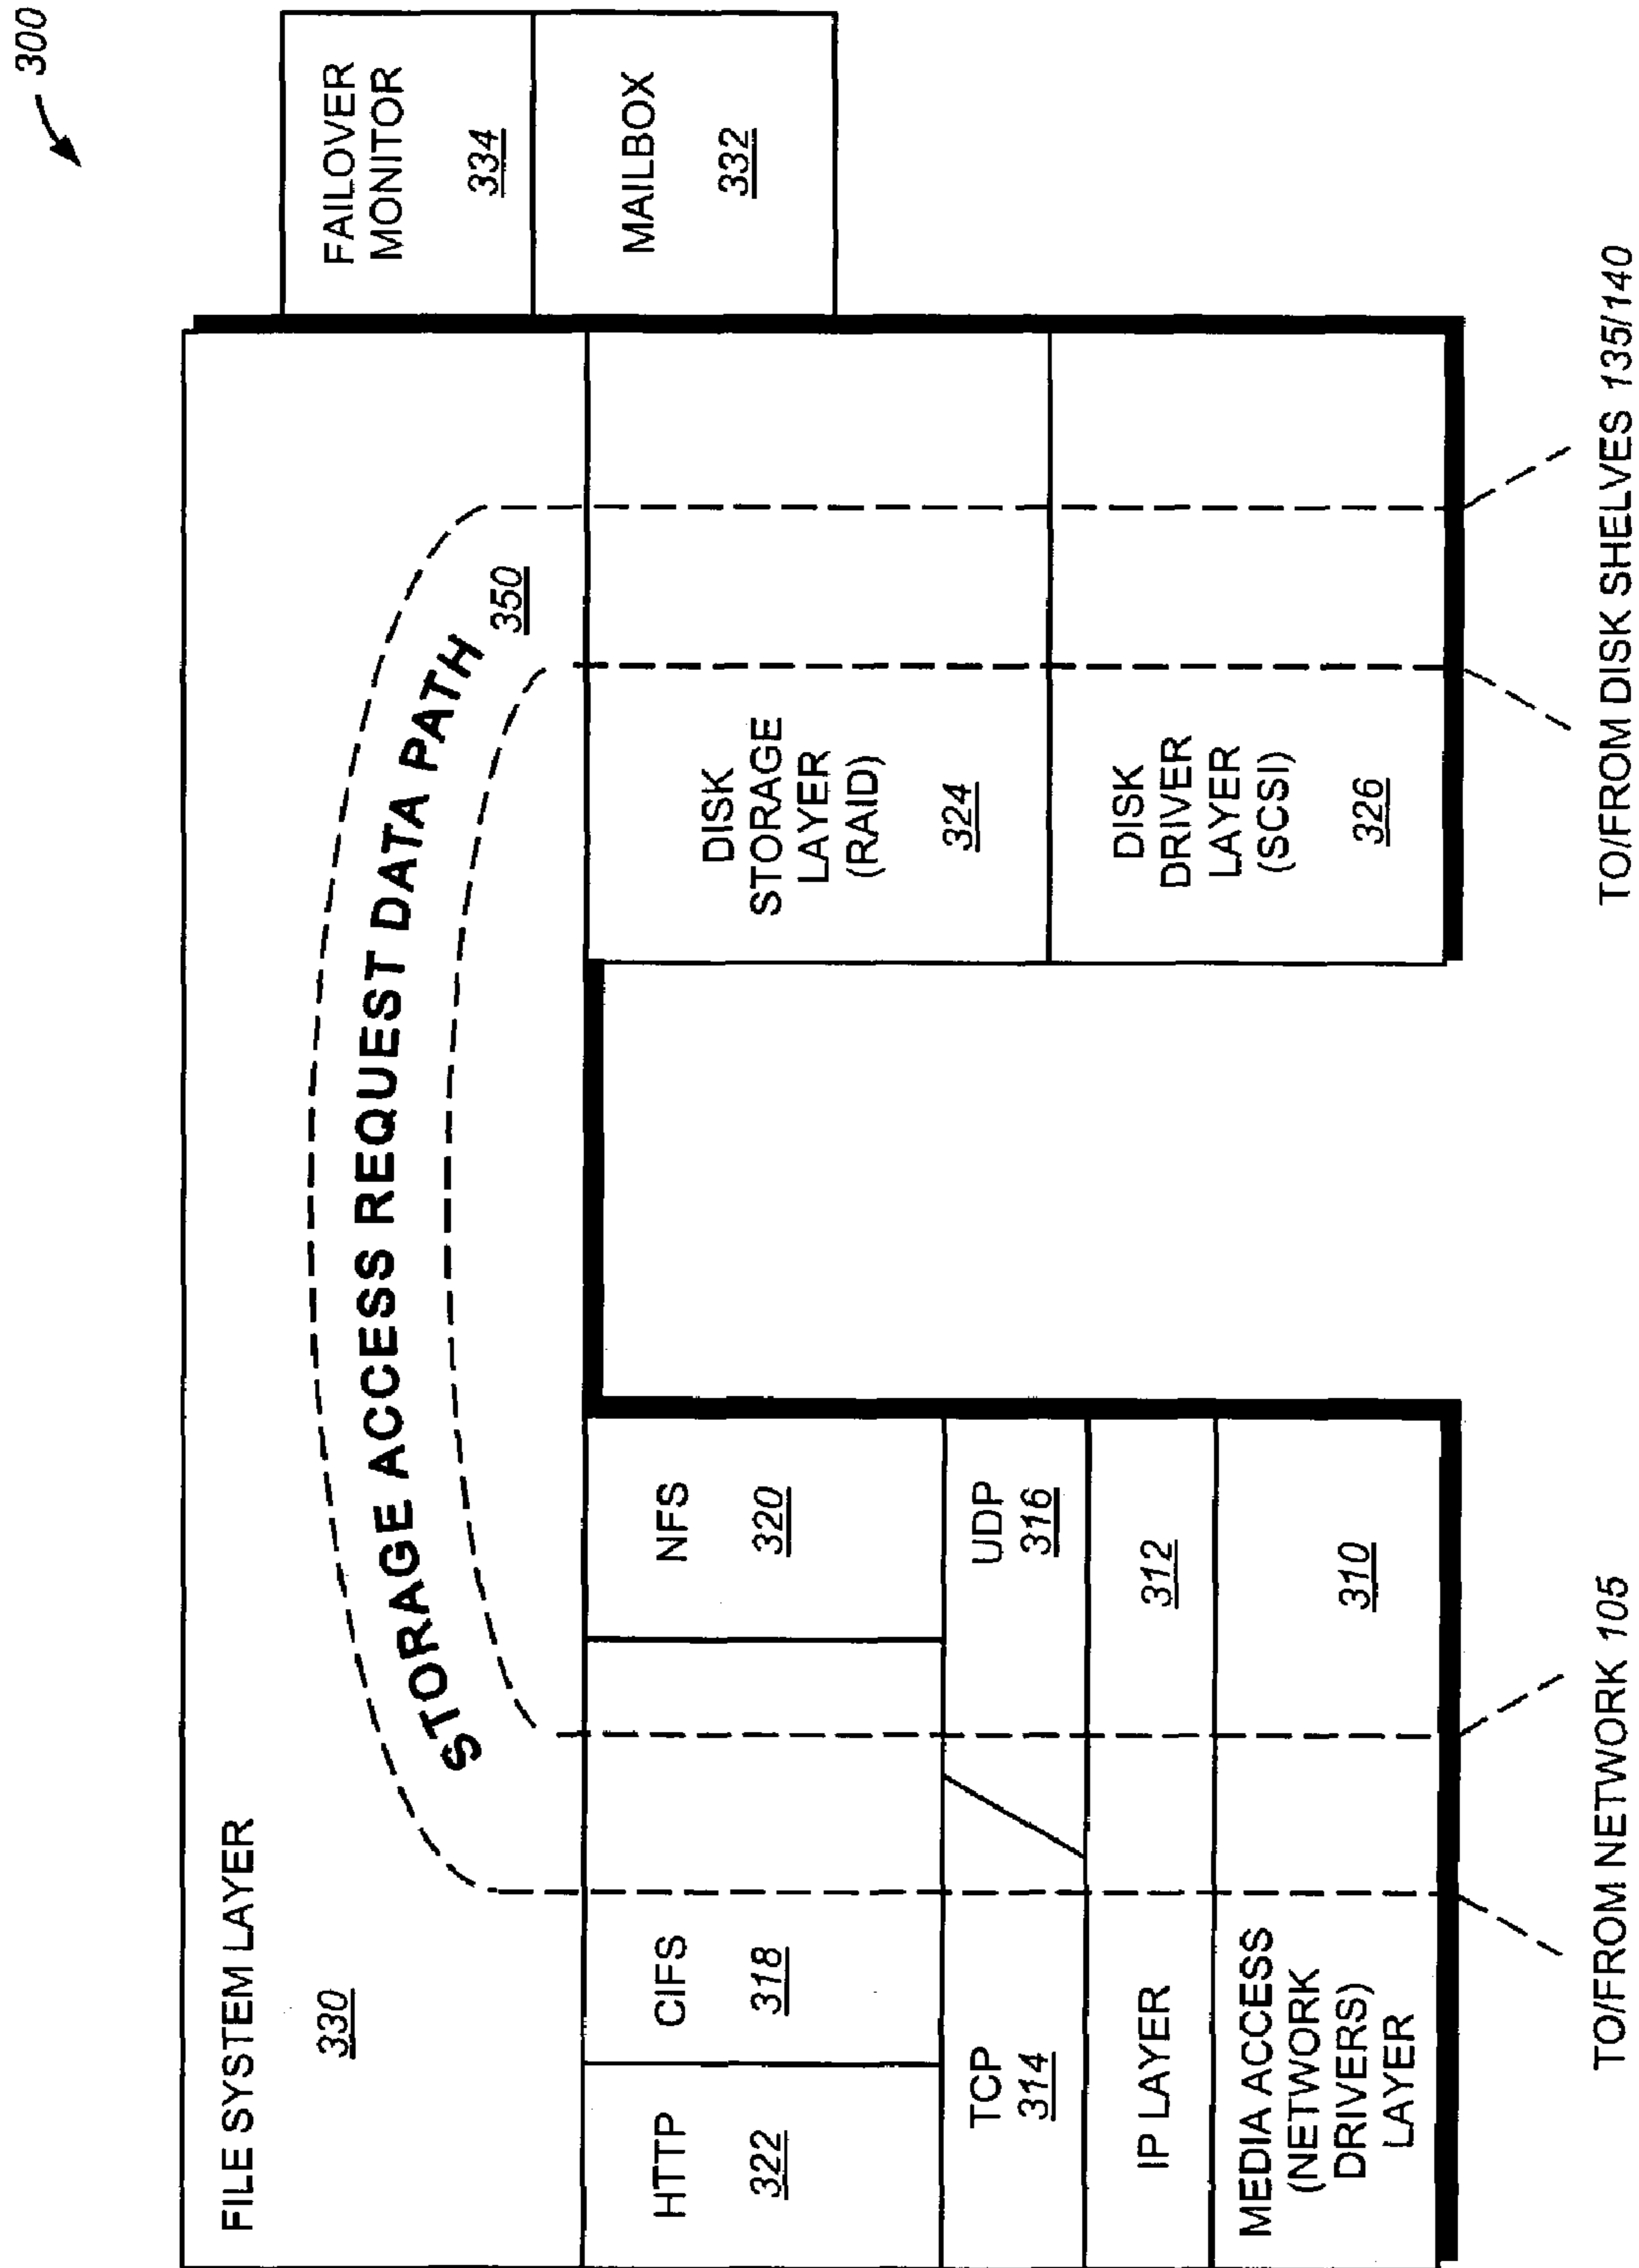 300
FILE SYSTEM LAYER
330
STORAGE ACCESS REQUEST DATA PATH
350
FAILOVER
MONITOR
334
MAILBOX
332
HTTP
322
CIFS
318
NFS
320
TCP
314
UDP
316
IP LAYER
312
MEDIA ACCESS
(NETWORK
DRIVERS)
LAYER
310
DISK
STORAGE
LAYER
(RAID)
324
DISK
DRIVER
LAYER
(SCSI)
326
TO/FROM NETWORK 105
TO/FROM DISK SHELVES 135/140